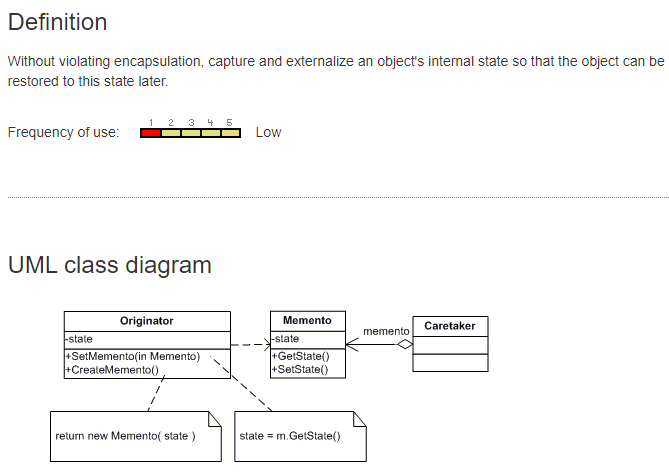 Definition
Without violating encapsulation, capture and externalize an object's internal state so that the object can be
restored to this state later.
1 2 3 4 5
Frequency of use: Low
UML class diagram
Originator
-state
+SetMemento(in Memento)
+CreateMemento()
Memento
-state
+GetState()
+SetState()
memento
Caretaker
return new Memento( state )
state = m.GetState()